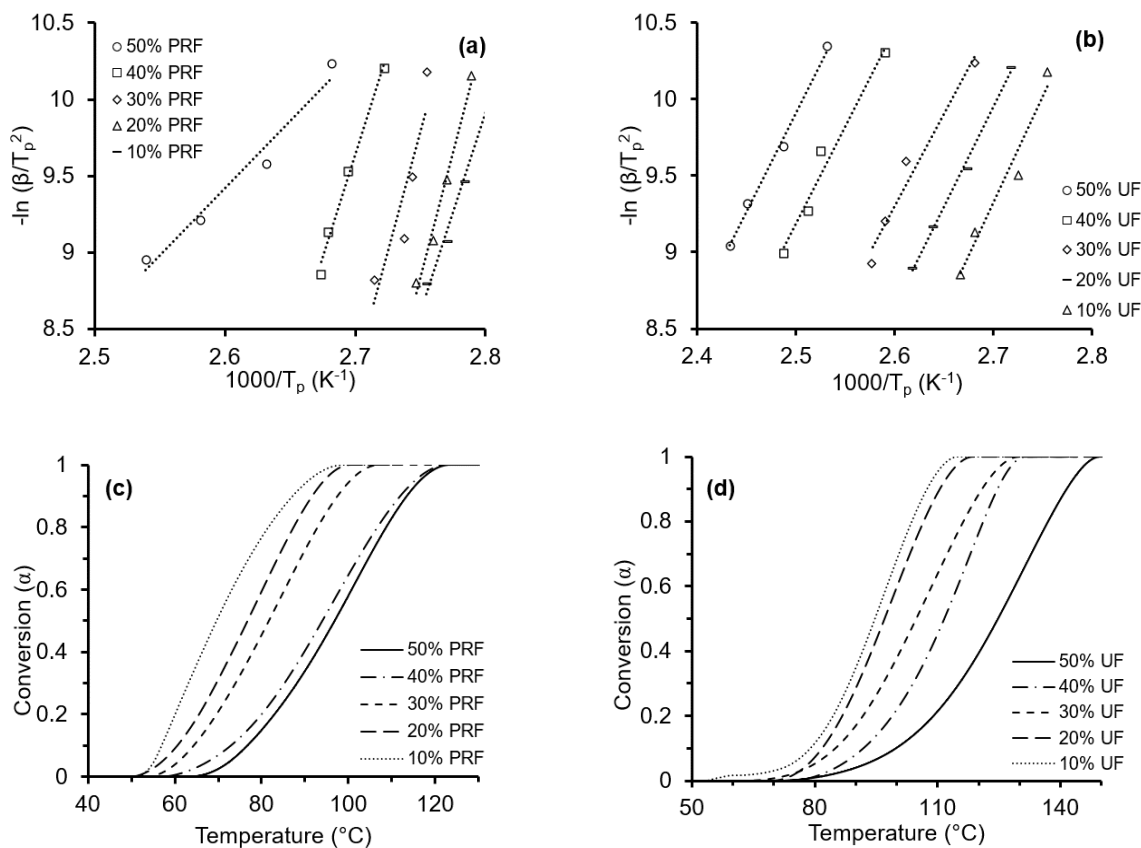 (a)
10.5
10
9.5
9
8.5
-ln (β/Tp²)
50% PRF
40% PRF
30% PRF
20% PRF
10% PRF
2.5 2.6 2.7 2.8
1000/Tp (K⁻¹)
(b)
10.5
10
9.5
9
8.5
-ln (β/Tp²)
50% UF
40% UF
30% UF
20% UF
10% UF
2.4 2.5 2.6 2.7 2.8
1000/Tp (K⁻¹)
(c)
1
0.8
0.6
0.4
0.2
0
Conversion (α)
50% PRF
40% PRF
30% PRF
20% PRF
10% PRF
40 60 80 100 120
Temperature (°C)
(d)
1
0.8
0.6
0.4
0.2
0
Conversion (α)
50% UF
40% UF
30% UF
20% UF
10% UF
50 80 110 140
Temperature (°C)